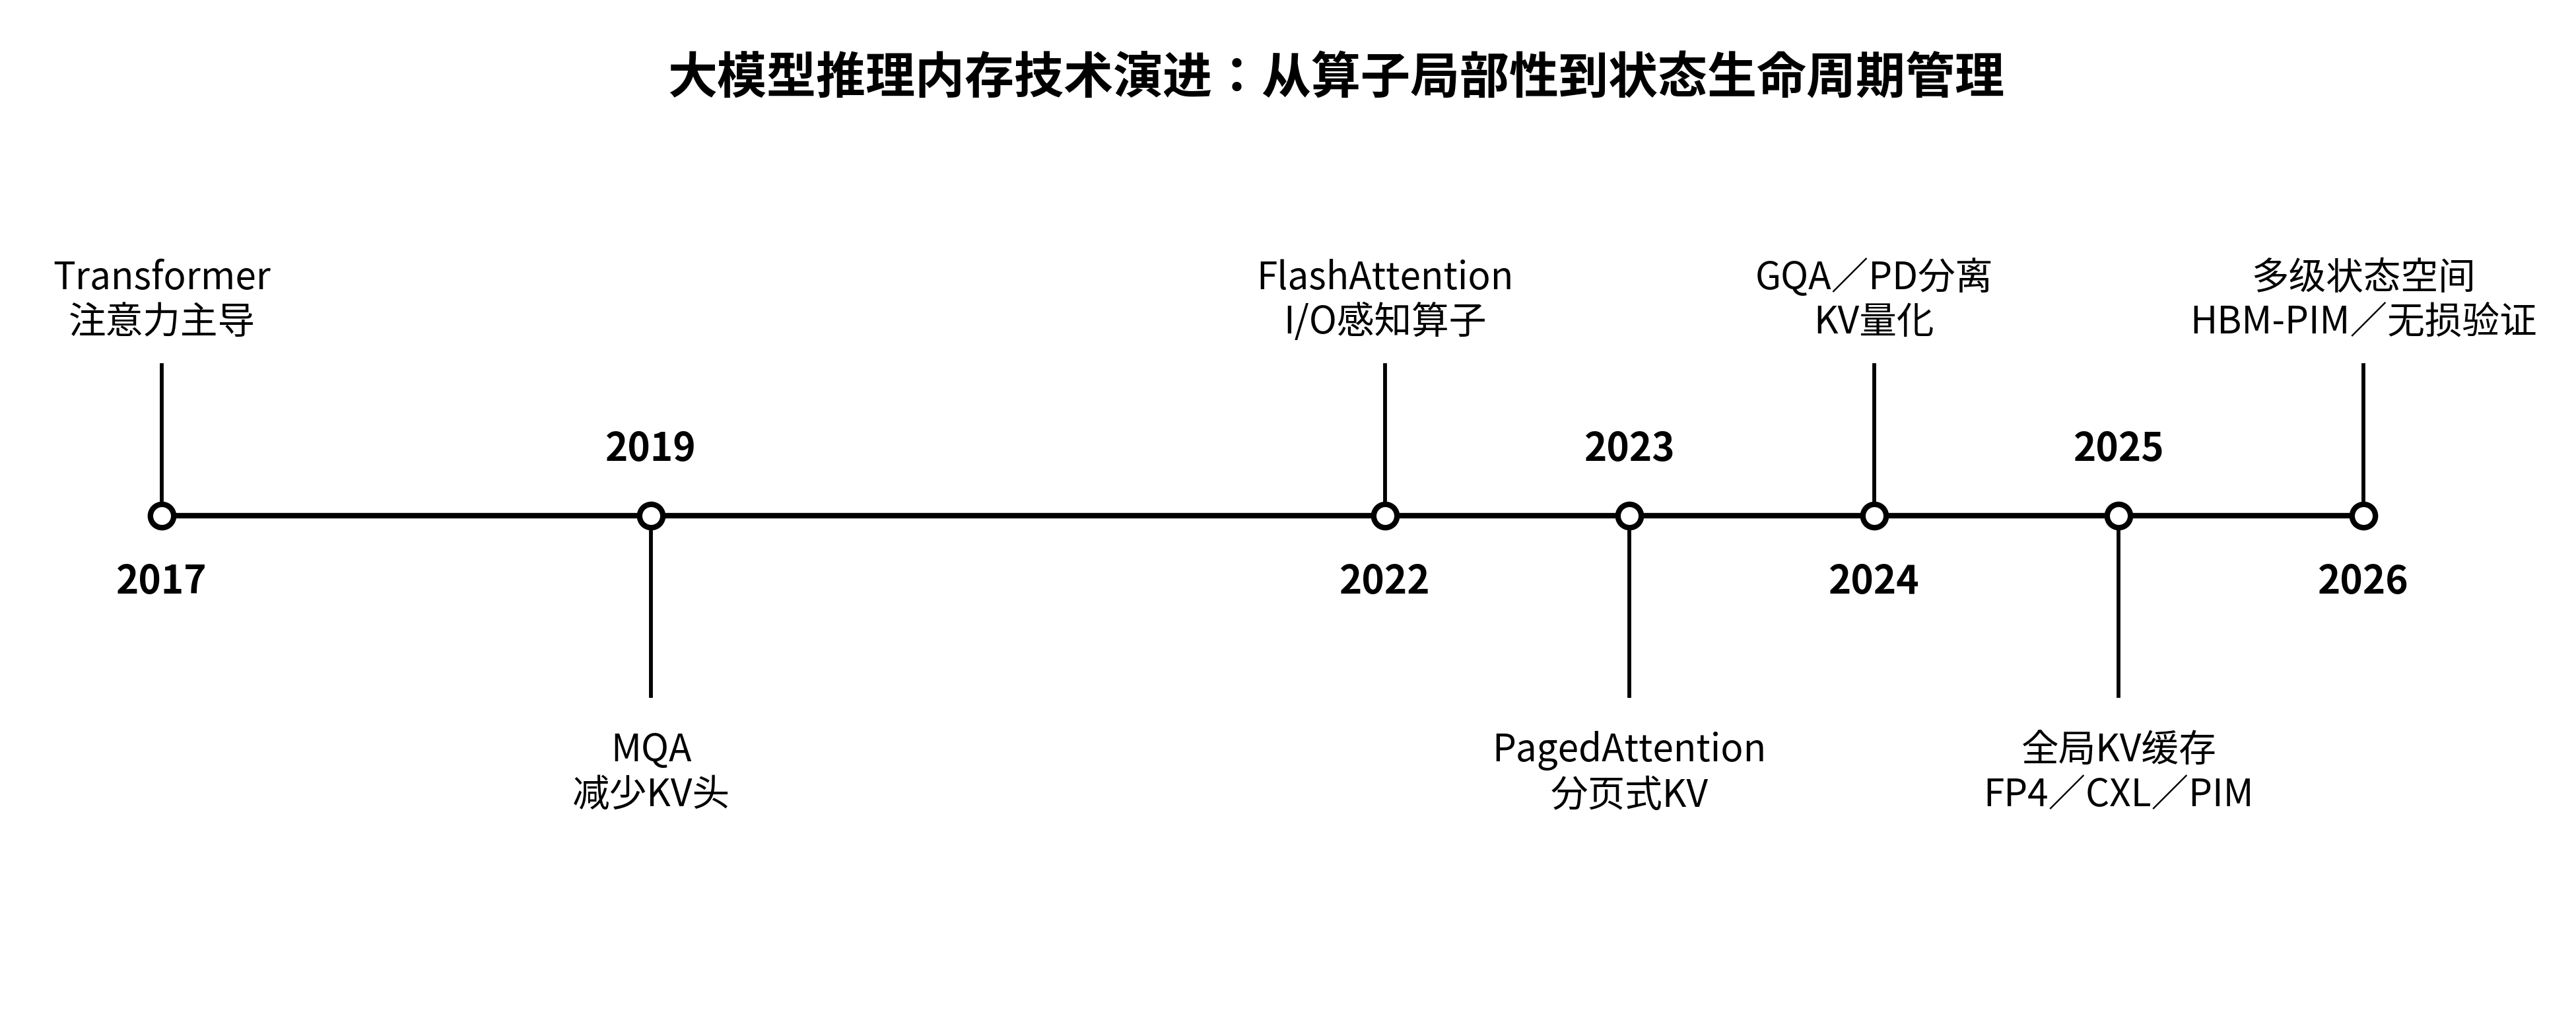 大模型推理内存技术演进：从算子局部性到状态生命周期管理
Transformer
注意力主导
2017
2019
MQA
减少KV头
FlashAttention
I/O感知算子
2022
2023
PagedAttention
分页式KV
GQA／PD分离
KV量化
2024
2025
全局KV缓存
FP4／CXL／PIM
多级状态空间
HBM-PIM／无损验证
2026